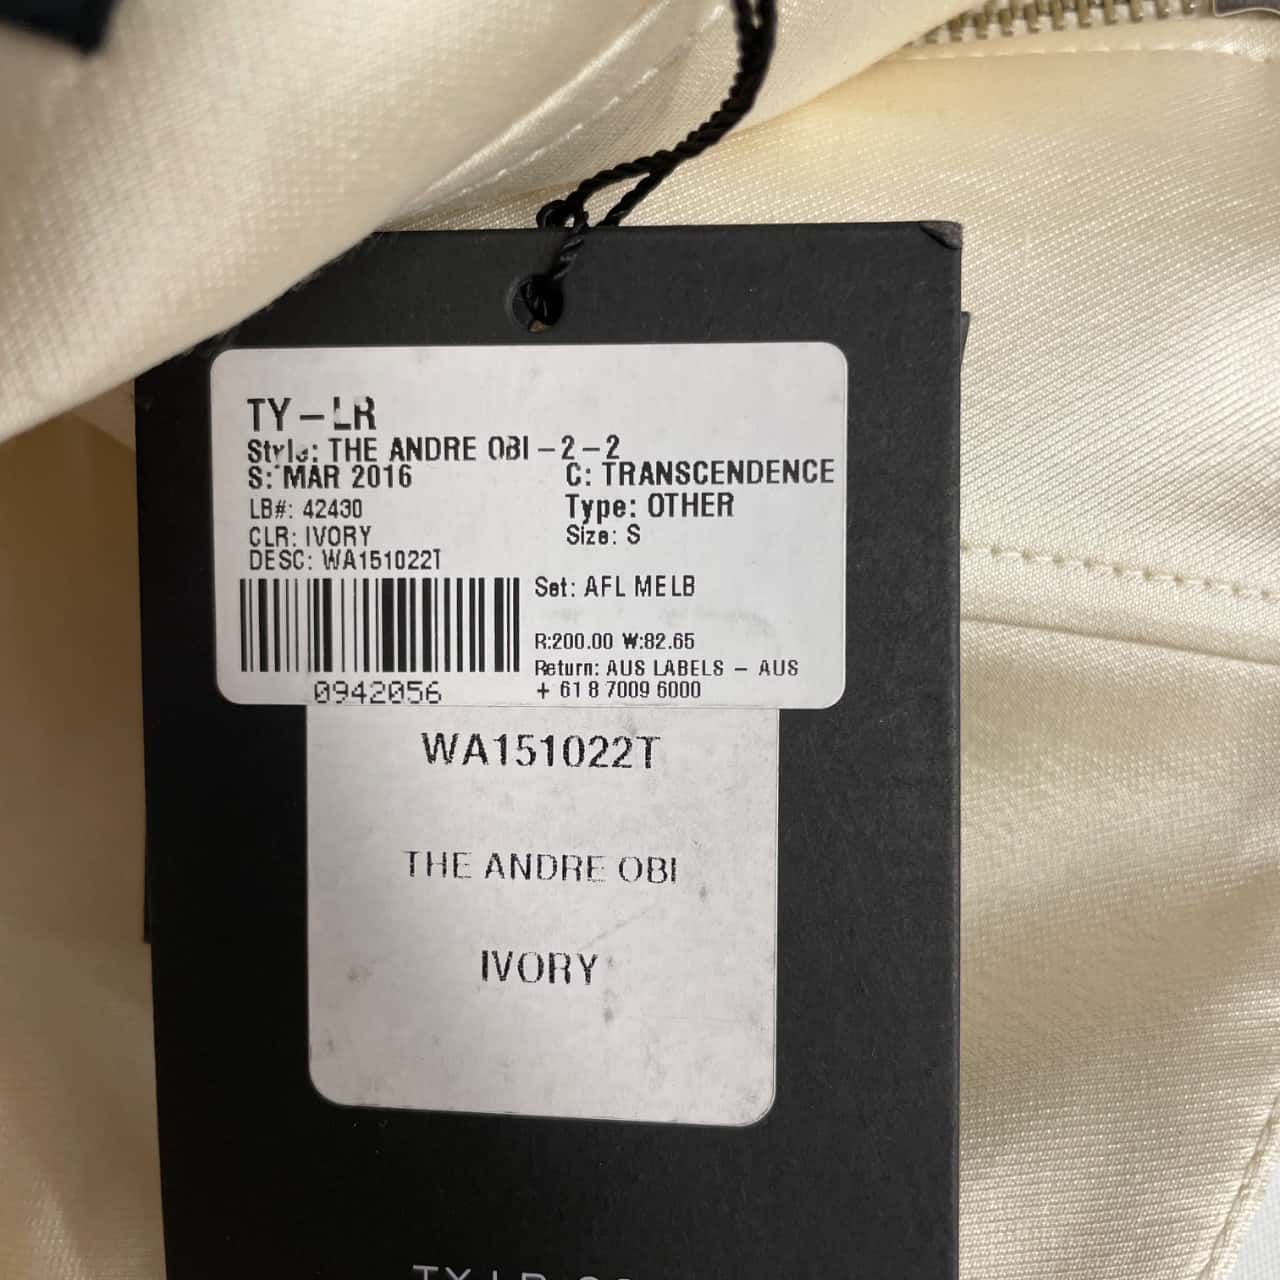 TY-LR
Style: THE ANDRE OBI-2-2
S: MAR 2016 C: TRANSCENDENCE
LB#: 42430 Type: OTHER
CLR: IVORY Size: S
DESC: WA151022T
Set: AFL MELB
R:200.00 W:82.65
Return: AUS LABELS - AUS
0942056 + 61 8 7009 6000
WA151022T
THE ANDRE OBI
IVORY